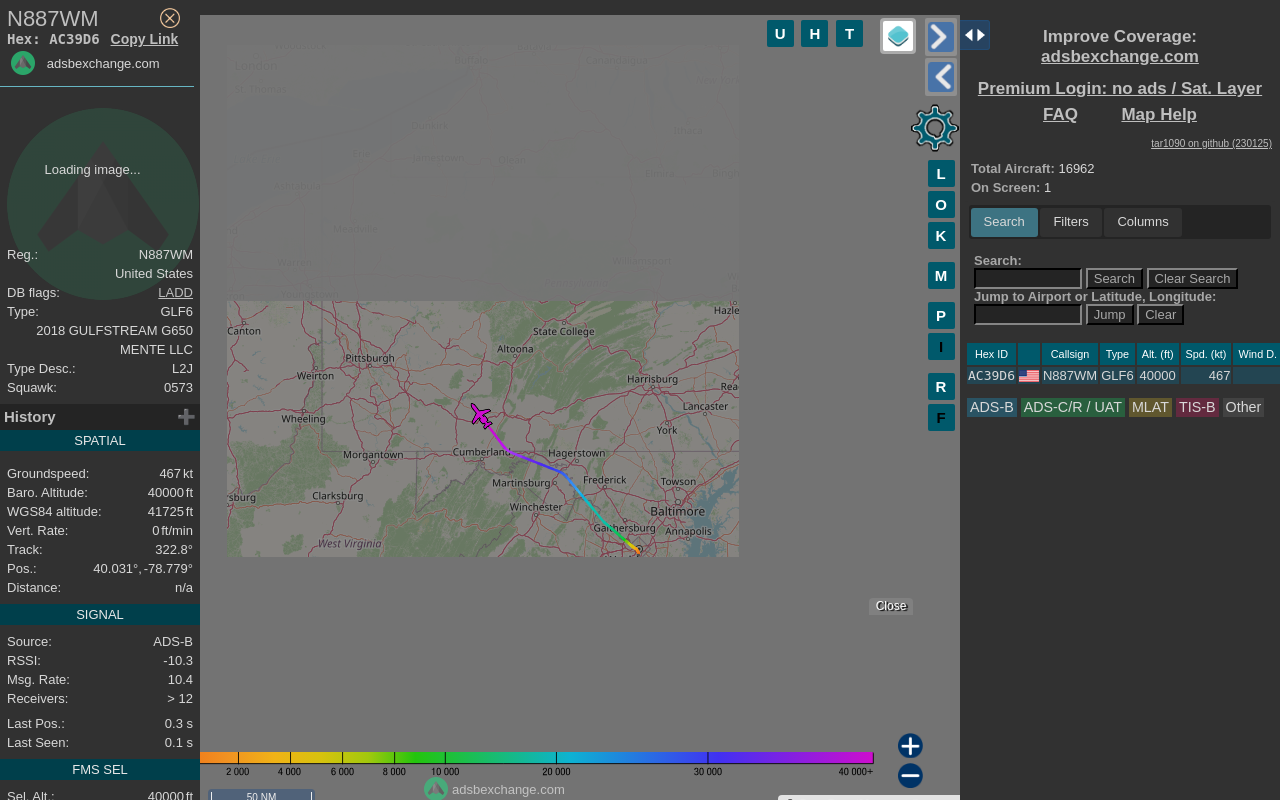 N887WM
Hex: AC39D6 Copy Link
adsbexchange.com
Loading image...
Reg.: N887WM
United States
DB flags: LADD
Type: GLF6
2018 GULFSTREAM G650
MENTE LLC
Type Desc.: L2J
Squawk: 0573
History
SPATIAL
Groundspeed: 467 kt
Baro. Altitude: 40000 ft
WGS84 altitude: 41725 ft
Vert. Rate: 0 ft/min
Track: 322.8°
Pos.: 40.031°, -78.779°
Distance: n/a
SIGNAL
Source: ADS-B
RSSI: -10.3
Msg. Rate: 10.4
Receivers: > 12
Last Pos.: 0.3 s
Last Seen: 0.1 s
FMS SEL
Sel. Alt.: 40000 ft
U H T
L
O
K
M
P
I
R
F
London
Buffalo
Canandaigua
Canton
State College
Altoona
Pittsburgh
Weirton
Harrisburg
Lancaster
Wheeling
York
Morgantown
Cumberland
Hagerstown
Martinsburg
Frederick
Towson
Clarksburg
Winchester
Baltimore
Gaithersburg
Annapolis
West Virginia
Close
2 000 4 000 6 000 8 000 10 000 20 000 30 000 40 000+
adsbexchange.com
50 NM
Improve Coverage:
adsbexchange.com
Premium Login: no ads / Sat. Layer
FAQ Map Help
tar1090 on github (230125)
Total Aircraft: 16962
On Screen: 1
Search Filters Columns
Search:
Search Clear Search
Jump to Airport or Latitude, Longitude:
Jump Clear
Hex ID Callsign Type Alt. (ft) Spd. (kt) Wind D.
AC39D6 N887WM GLF6 40000 467
ADS-B ADS-C/R / UAT MLAT TIS-B Other